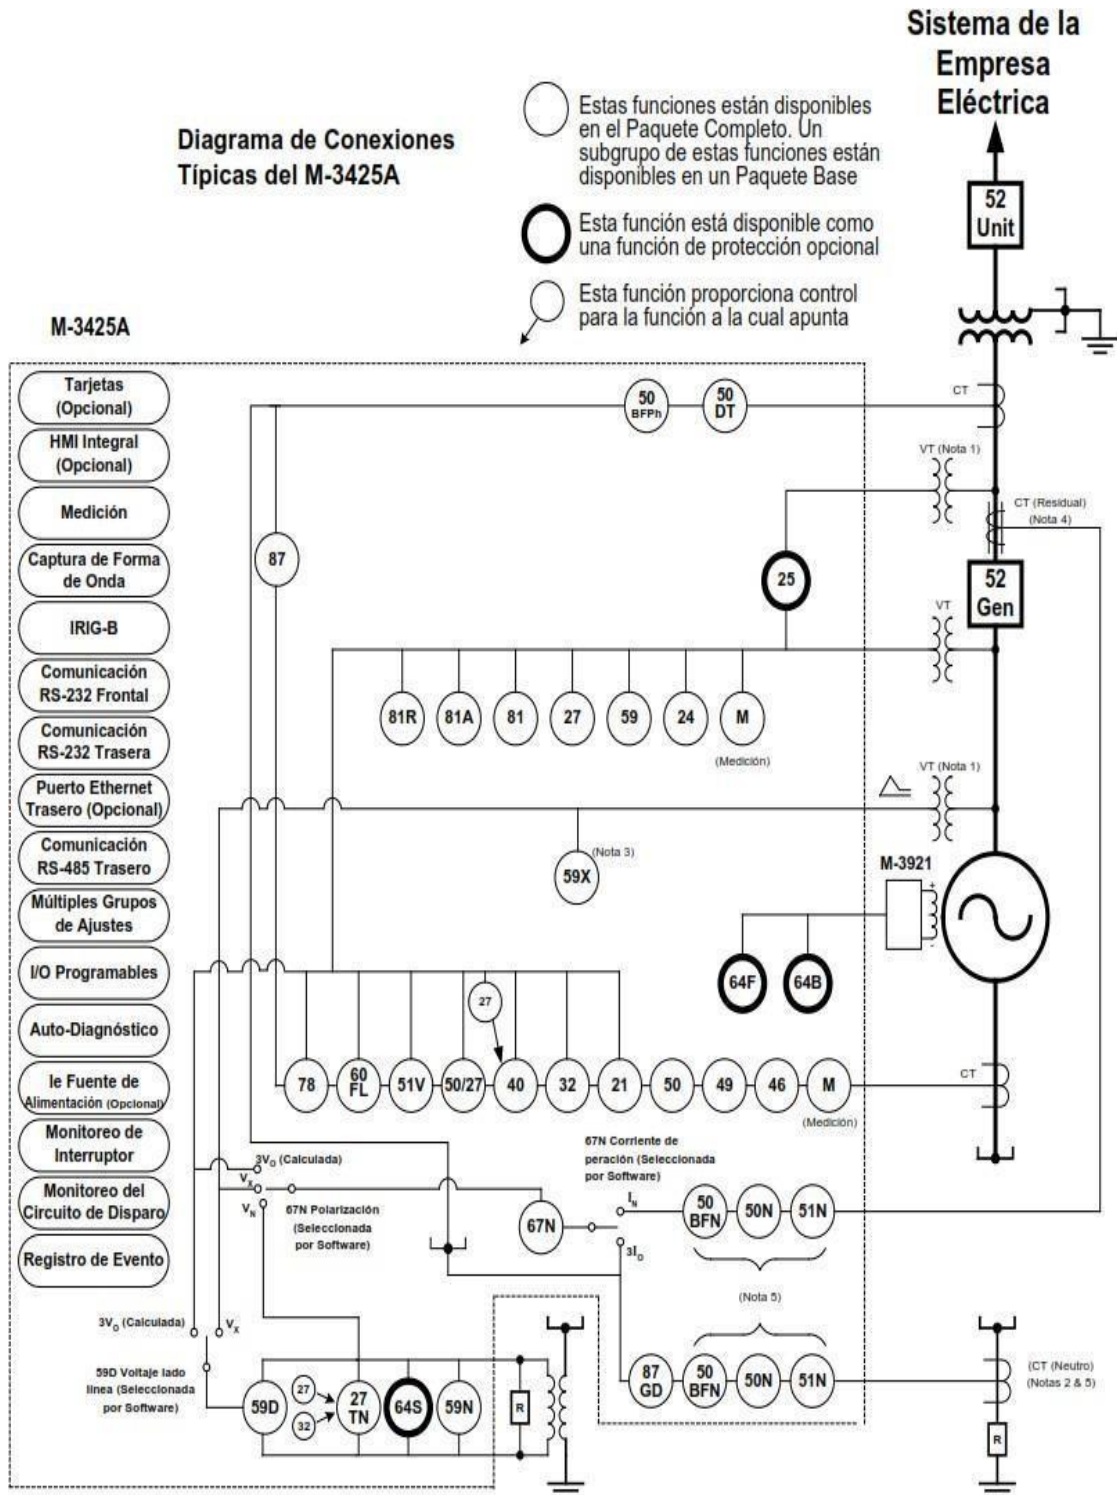 Sistema de la
Empresa
Eléctrica
Diagrama de Conexiones
Típicas del M-3425A
Estas funciones están disponibles
en el Paquete Completo. Un
subgrupo de estas funciones están
disponibles en un Paquete Base
Esta función está disponible como
una función de protección opcional
Esta función proporciona control
para la función a la cual apunta
52
Unit
M-3425A
Tarjetas
(Opcional)
HMI Integral
(Opcional)
Medición
Captura de Forma
de Onda
IRIG-B
Comunicación
RS-232 Frontal
Comunicación
RS-232 Trasera
Puerto Ethernet
Trasero (Opcional)
Comunicación
RS-485 Trasero
Múltiples Grupos
de Ajustes
I/O Programables
Auto-Diagnóstico
le Fuente de
Alimentación (Opcional)
Monitoreo de
Interruptor
Monitoreo del
Circuito de Disparo
Registro de Evento
50
BFPh
50
DT
CT
VT (Nota 1)
CT (Residual)
(Nota 4)
87
25
52
Gen
VT
81R
81A
81
27
59
24
M
(Medición)
VT (Nota 1)
59X
(Nota 3)
M-3921
+
-
64F
64B
27
78
60
FL
51V
50/27
40
32
21
50
49
46
M
(Medición)
CT
3VO (Calculada)
VX
VN
67N Polarización
(Seleccionada
por Software)
67N Corriente de
peración (Seleccionada
por Software)
67N
IN
3IO
50
BFN
50N
51N
(Nota 5)
3VO (Calculada)
VX
59D Voltaje lado
línea (Seleccionada
por Software)
59D
27
32
27
TN
64S
59N
R
87
GD
50
BFN
50N
51N
(CT (Neutro)
(Notas 2 & 5)
R